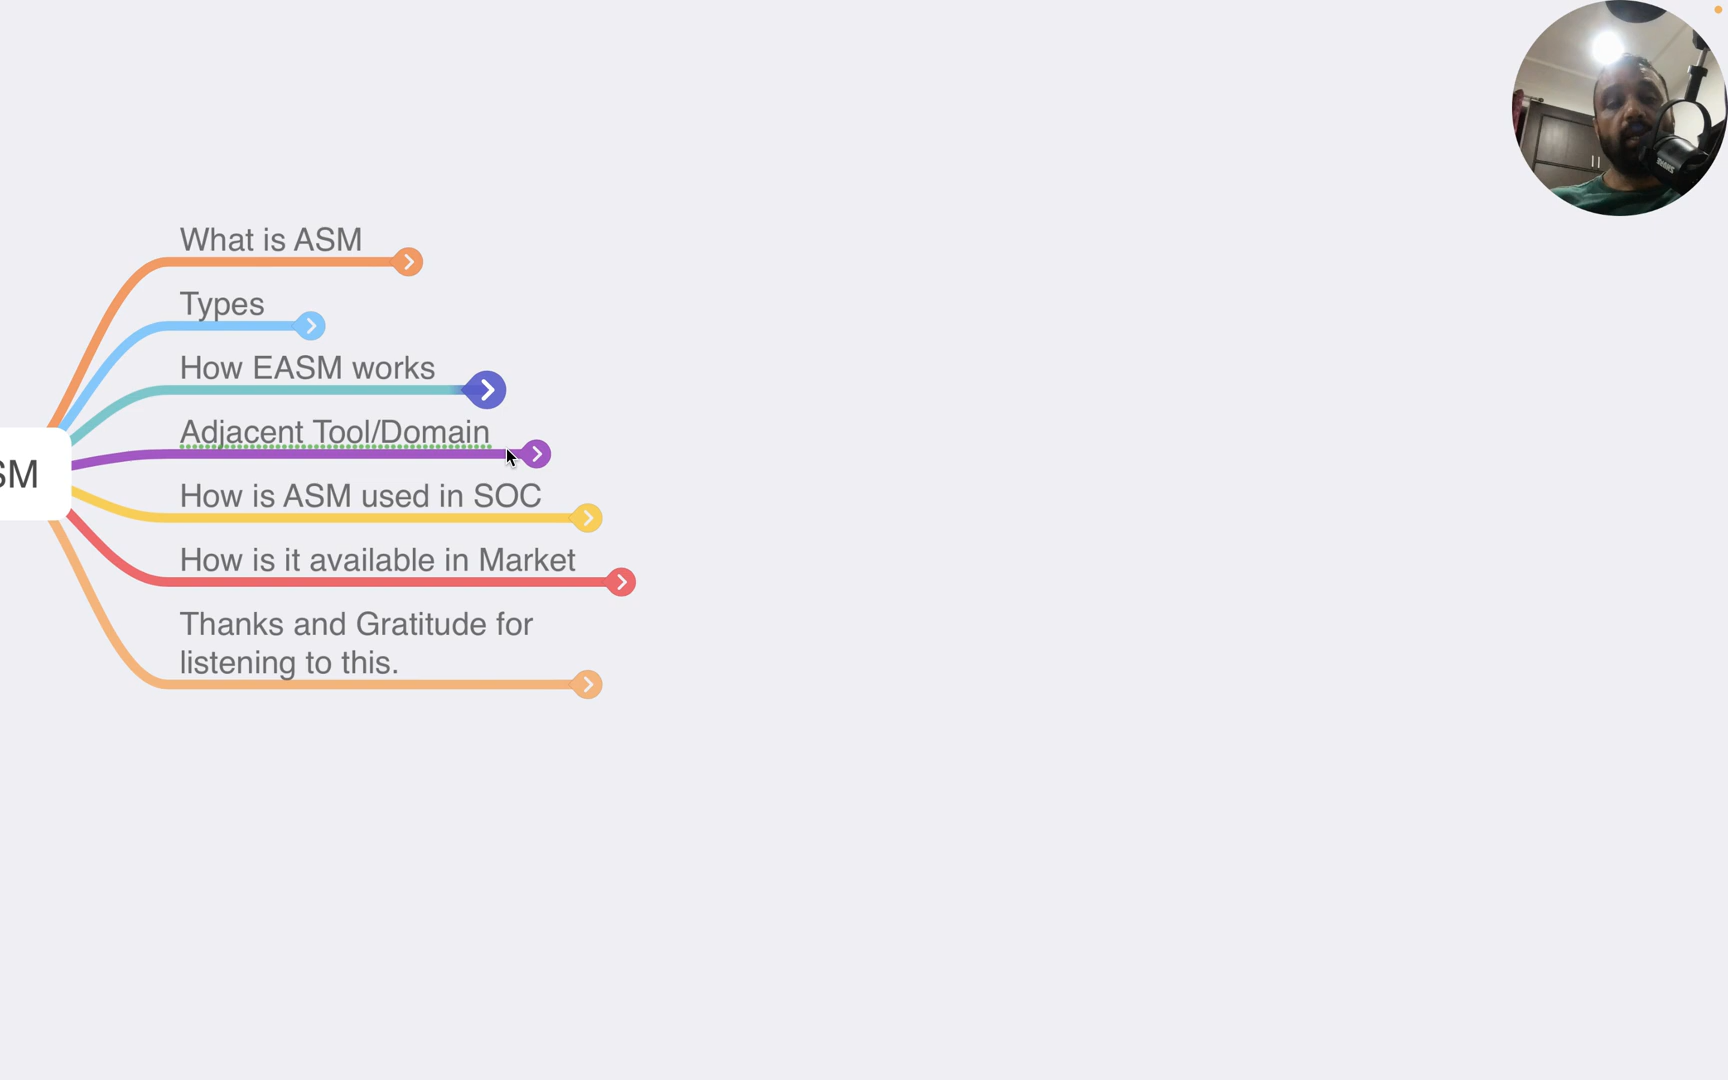 What is ASM
Types
How EASM works
Adjacent Tool/Domain
SM
How is ASM used in SOC
How is it available in Market
Thanks and Gratitude for
listening to this.